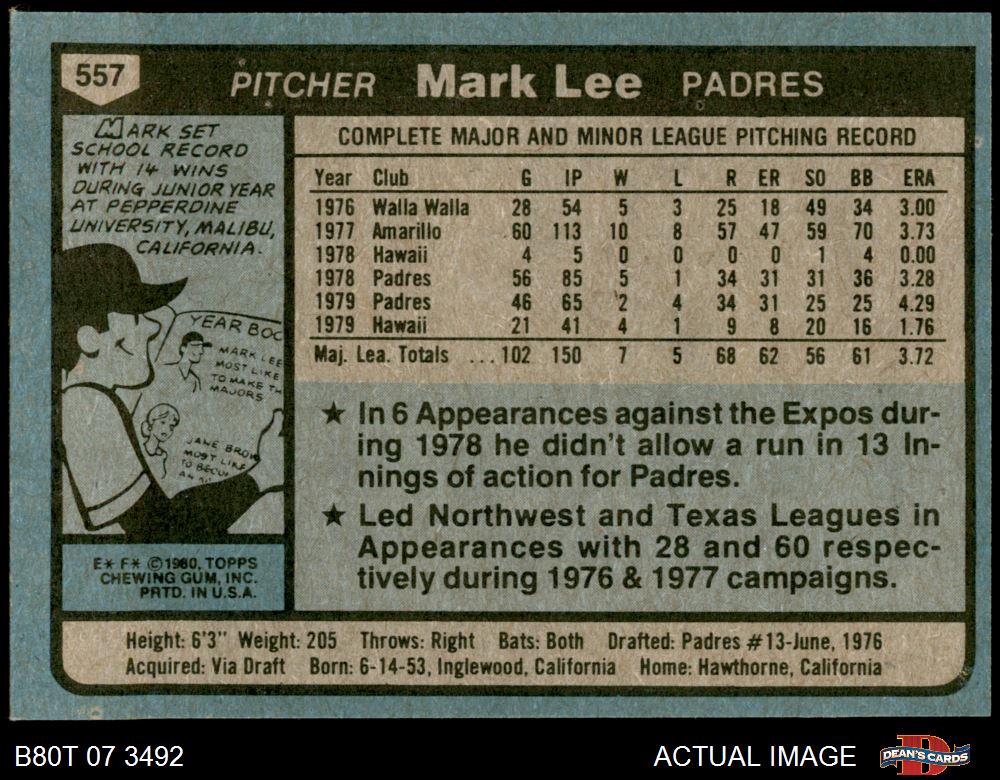 557
PITCHER Mark Lee PADRES
MARK SET
SCHOOL RECORD
WITH 14 WINS
DURING JUNIOR YEAR
AT PEPPERDINE
UNIVERSITY, MALIBU,
CALIFORNIA.
YEAR BOO
MARK LEE
MOST LIKE
TO MAKE TH
MAJORS
JANE BROW
MOST LIKE
TO BECO
E* F* ©1980, TOPPS
CHEWING GUM, INC.
PRTD. IN U.S.A.
COMPLETE MAJOR AND MINOR LEAGUE PITCHING RECORD
Year Club G IP W L R ER SO BB ERA
1976 Walla Walla 28 54 5 3 25 18 49 34 3.00
1977 Amarillo 60 113 10 8 57 47 59 70 3.73
1978 Hawaii 4 5 0 0 0 0 1 4 0.00
1978 Padres 56 85 5 1 34 31 31 36 3.28
1979 Padres 46 65 2 4 34 31 25 25 4.29
1979 Hawaii 21 41 4 1 9 8 20 16 1.76
Maj. Lea. Totals ...102 150 7 5 68 62 56 61 3.72
★ In 6 Appearances against the Expos dur-
ing 1978 he didn't allow a run in 13 In-
nings of action for Padres.
★ Led Northwest and Texas Leagues in
Appearances with 28 and 60 respec-
tively during 1976 & 1977 campaigns.
Height: 6'3" Weight: 205 Throws: Right Bats: Both Drafted: Padres #13-June, 1976
Acquired: Via Draft Born: 6-14-53, Inglewood, California Home: Hawthorne, California
B80T 07 3492
ACTUAL IMAGE
D
DEAN'S CARDS